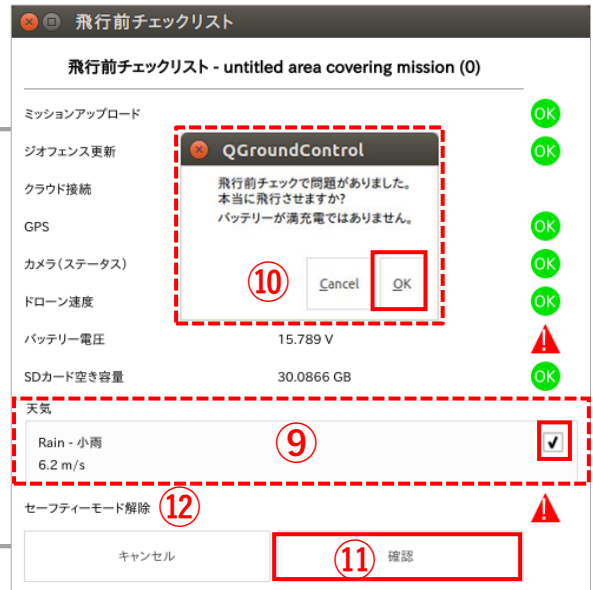 飛行前チェックリスト
飛行前チェックリスト - untitled area covering mission (0)
ミッションアップロード OK
ジオフェンス更新 OK
クラウド接続
GPS OK
カメラ(ステータス) OK
ドローン速度 OK
バッテリー電圧 15.789 V
SDカード空き容量 30.0866 GB OK
QGroundControl
飛行前チェックで問題がありました。
本当に飛行させますか?
バッテリーが満充電ではありません。
⑩ Cancel OK
天気
Rain - 小雨 ⑨
6.2 m/s
セーフティーモード解除 ⑫
キャンセル ⑪ 確認